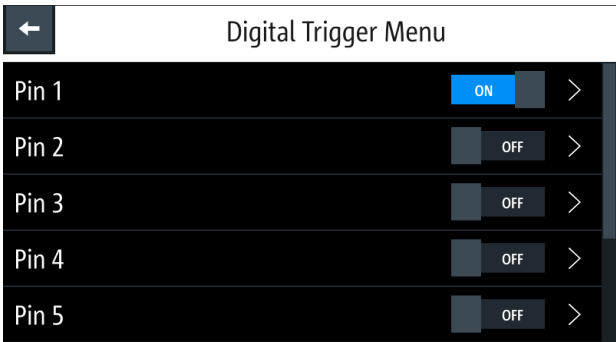 Digital Trigger Menu
Pin 1 ON
Pin 2 OFF
Pin 3 OFF
Pin 4 OFF
Pin 5 OFF